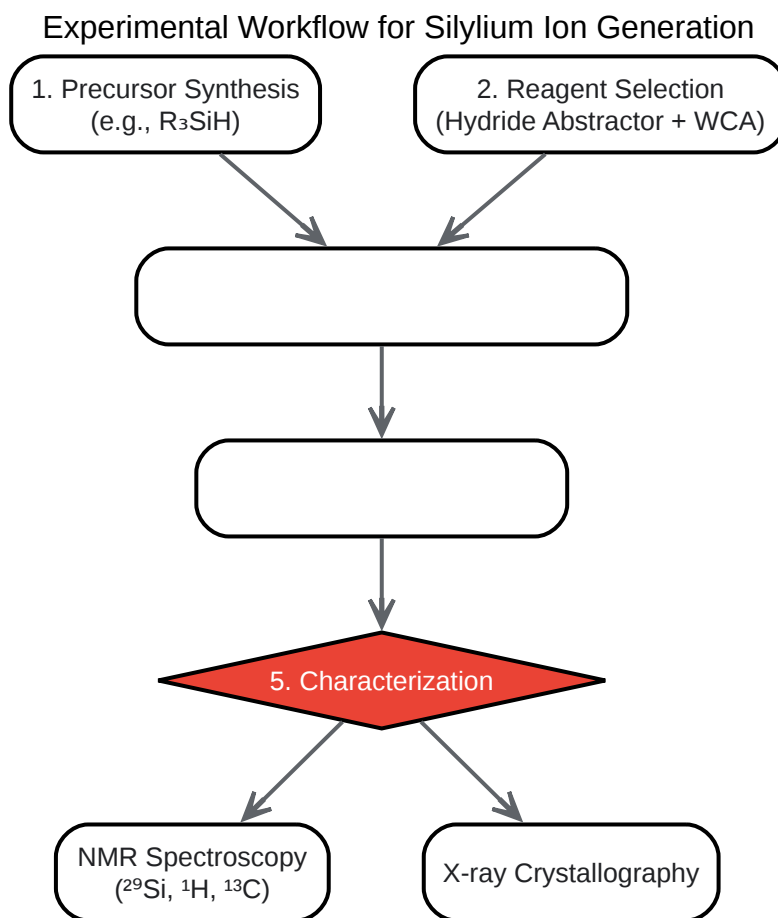 Experimental Workflow for Silylium Ion Generation
1. Precursor Synthesis
(e.g., R₃SiH)
2. Reagent Selection
(Hydride Abstractor + WCA)
5. Characterization
NMR Spectroscopy
(²⁹Si, ¹H, ¹³C)
X-ray Crystallography